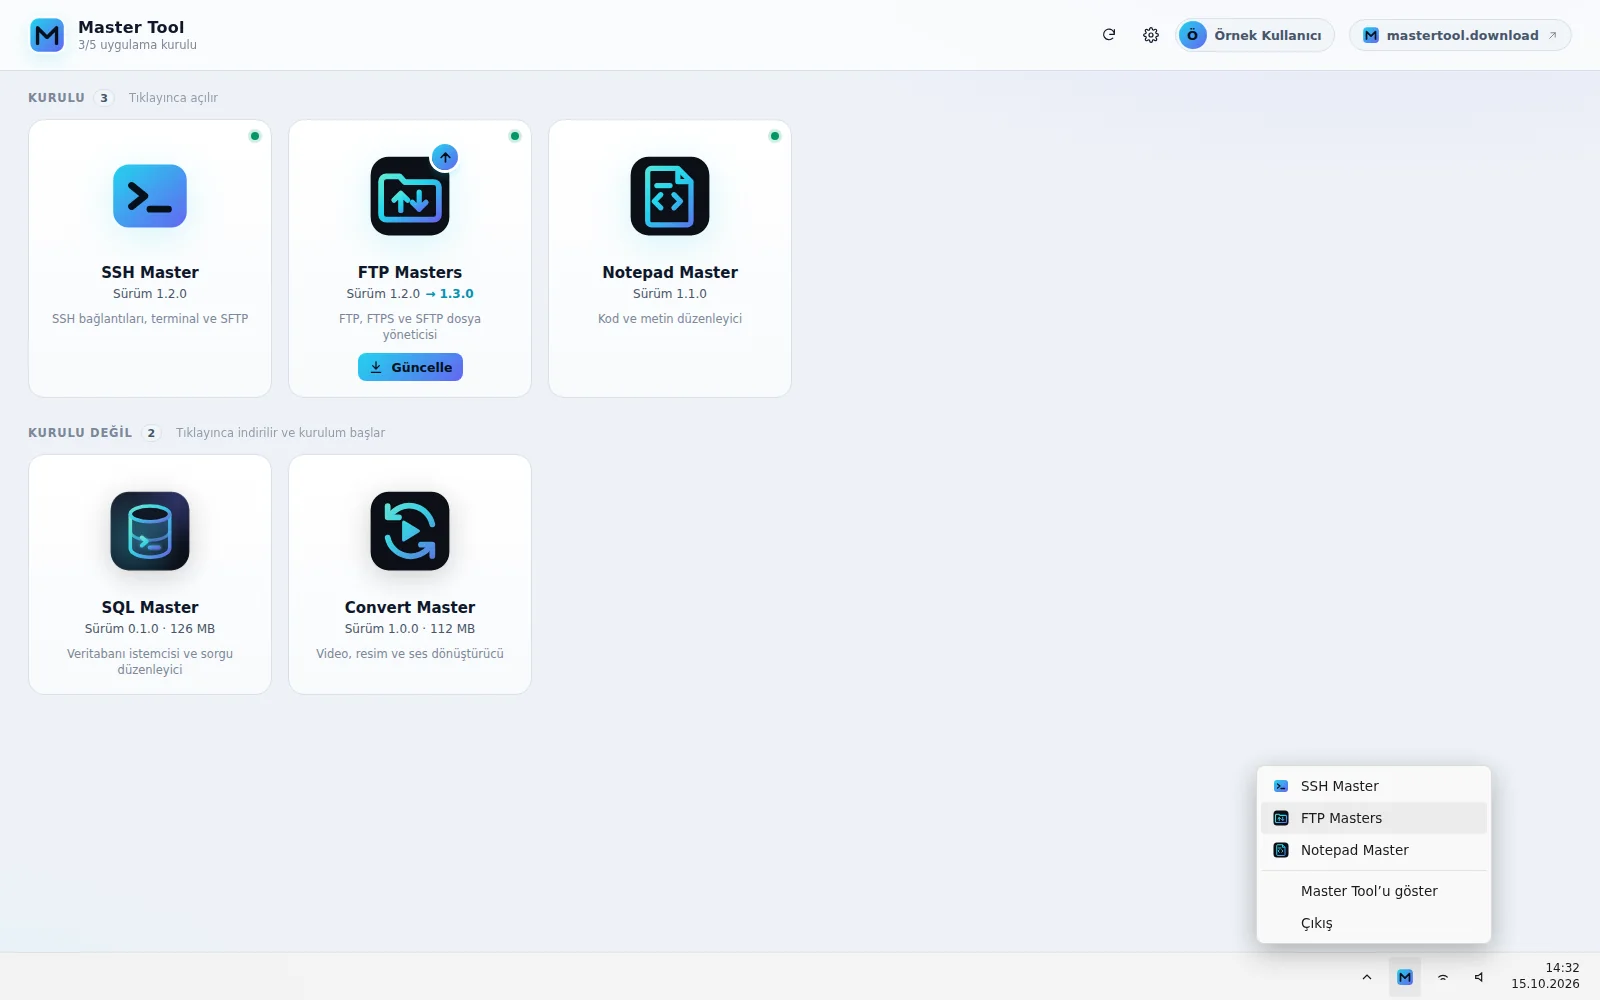 Master Tool
3/5 uygulama kurulu
Ö Örnek Kullanıcı
mastertool.download
KURULU 3 Tıklayınca açılır
SSH Master
Sürüm 1.2.0
SSH bağlantıları, terminal ve SFTP
FTP Masters
Sürüm 1.2.0 → 1.3.0
FTP, FTPS ve SFTP dosya
yöneticisi
Güncelle
Notepad Master
Sürüm 1.1.0
Kod ve metin düzenleyici
KURULU DEĞİL 2 Tıklayınca indirilir ve kurulum başlar
SQL Master
Sürüm 0.1.0 · 126 MB
Veritabanı istemcisi ve sorgu
düzenleyici
Convert Master
Sürüm 1.0.0 · 112 MB
Video, resim ve ses dönüştürücü
SSH Master
FTP Masters
Notepad Master
Master Tool’u göster
Çıkış
14:32
15.10.2026